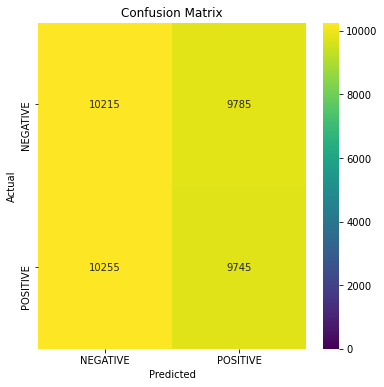 Confusion Matrix
10000
8000
6000
4000
2000
0
Actual
NEGATIVE
POSITIVE
10215 9785
10255 9745
NEGATIVE POSITIVE
Predicted